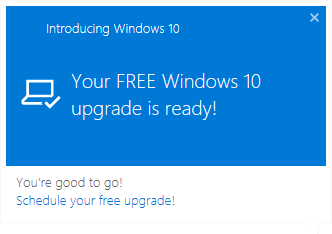 Introducing Windows 10
Your FREE Windows 10
upgrade is ready!
You're good to go!
Schedule your free upgrade!